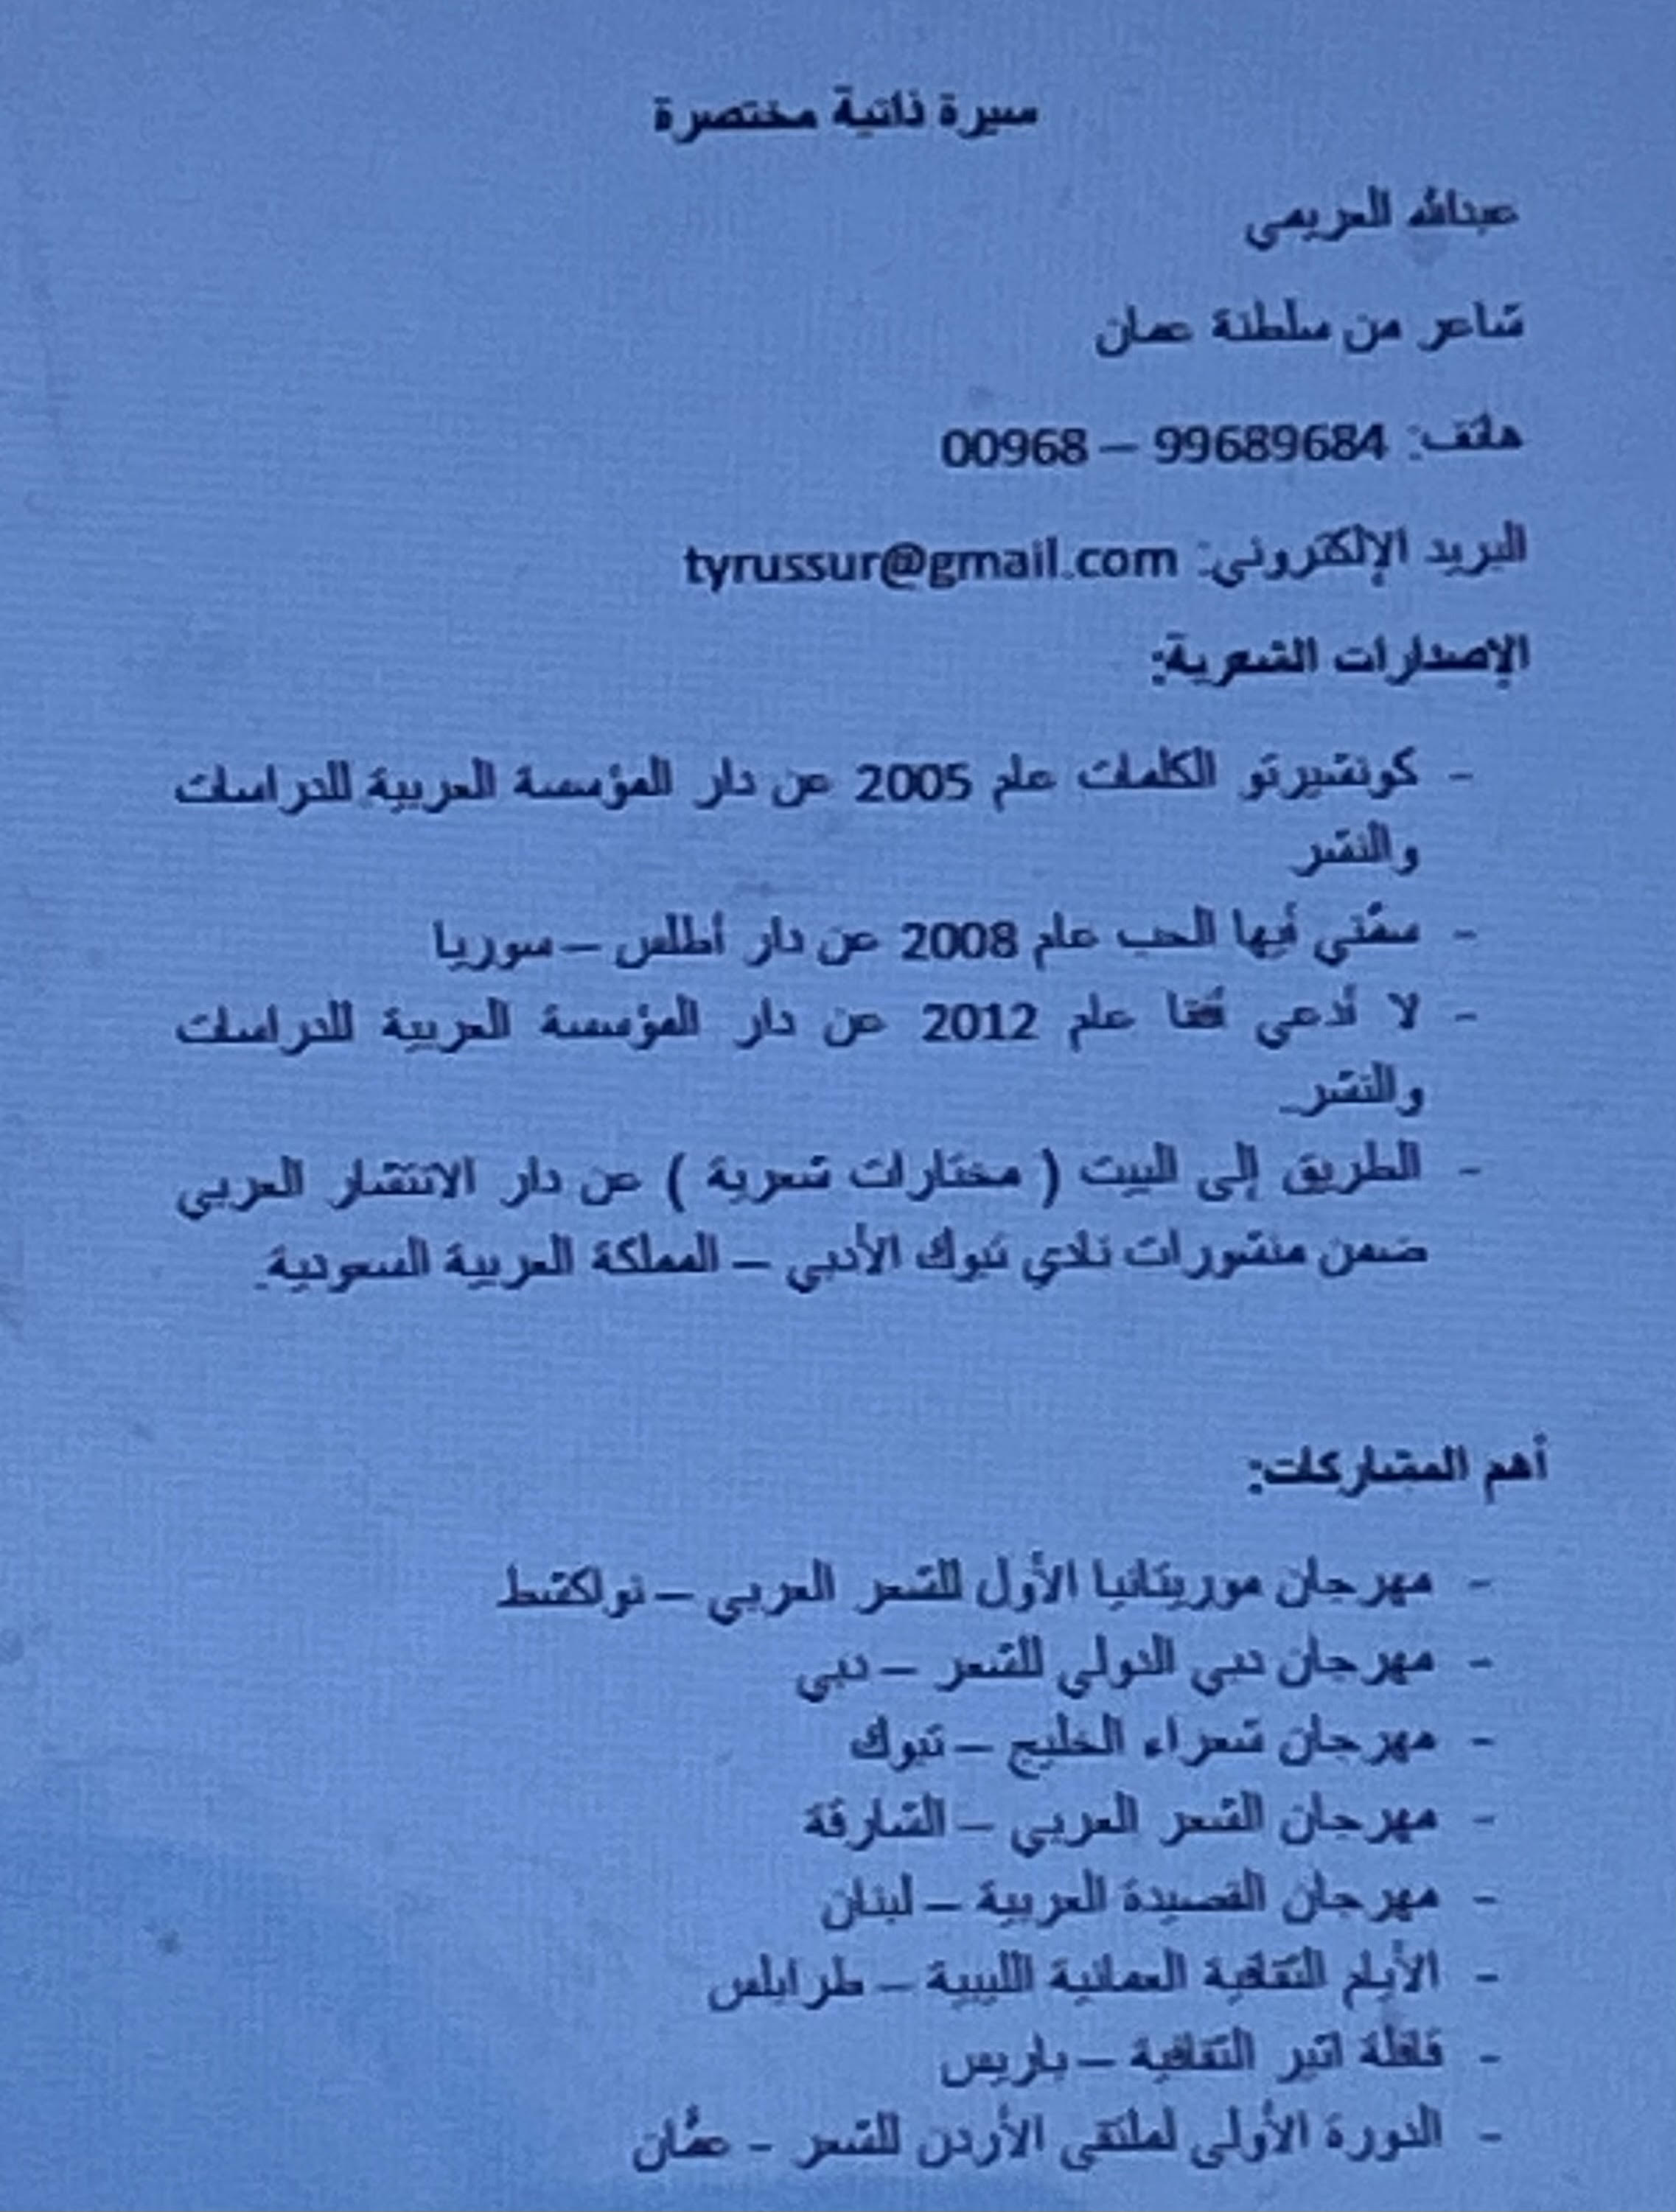 سيرة ذاتية مختصرة
عبدالله العريمي
شاعر من سلطنة عمان
هاتف: 99689684 – 00968
البريد الإلكتروني: tyrussur@gmail.com
الإصدارات الشعرية:
- كونشيرتو الكلمات عام 2005 عن دار المؤسسة العربية للدراسات
والنشر
- سقّني فيها الحب عام 2008 عن دار أطلس – سوريا
- لا أدعى عام 2012 عن دار المؤسسة العربية للدراسات
والنشر
- الطريق إلى البيت ( مختارات شعرية ) عن دار الانتشار العربي
ضمن منشورات نادي تبوك الأدبي – المملكة العربية السعودية.
أهم المشاركات:
- مهرجان موريتانيا الأول للشعر العربي – نواكشط
- مهرجان دبي الدولي للشعر – دبي
- مهرجان شعراء الخليج – تبوك
- مهرجان الشعر العربي – الشارقة
- مهرجان القصيدة العربية – لبنان
- الأيام الثقافية العمانية الليبية – طرابلس
- قافلة اثير الثقافية – باريس
- الدورة الأولى لملتقى الأردن للشعر - عمّان